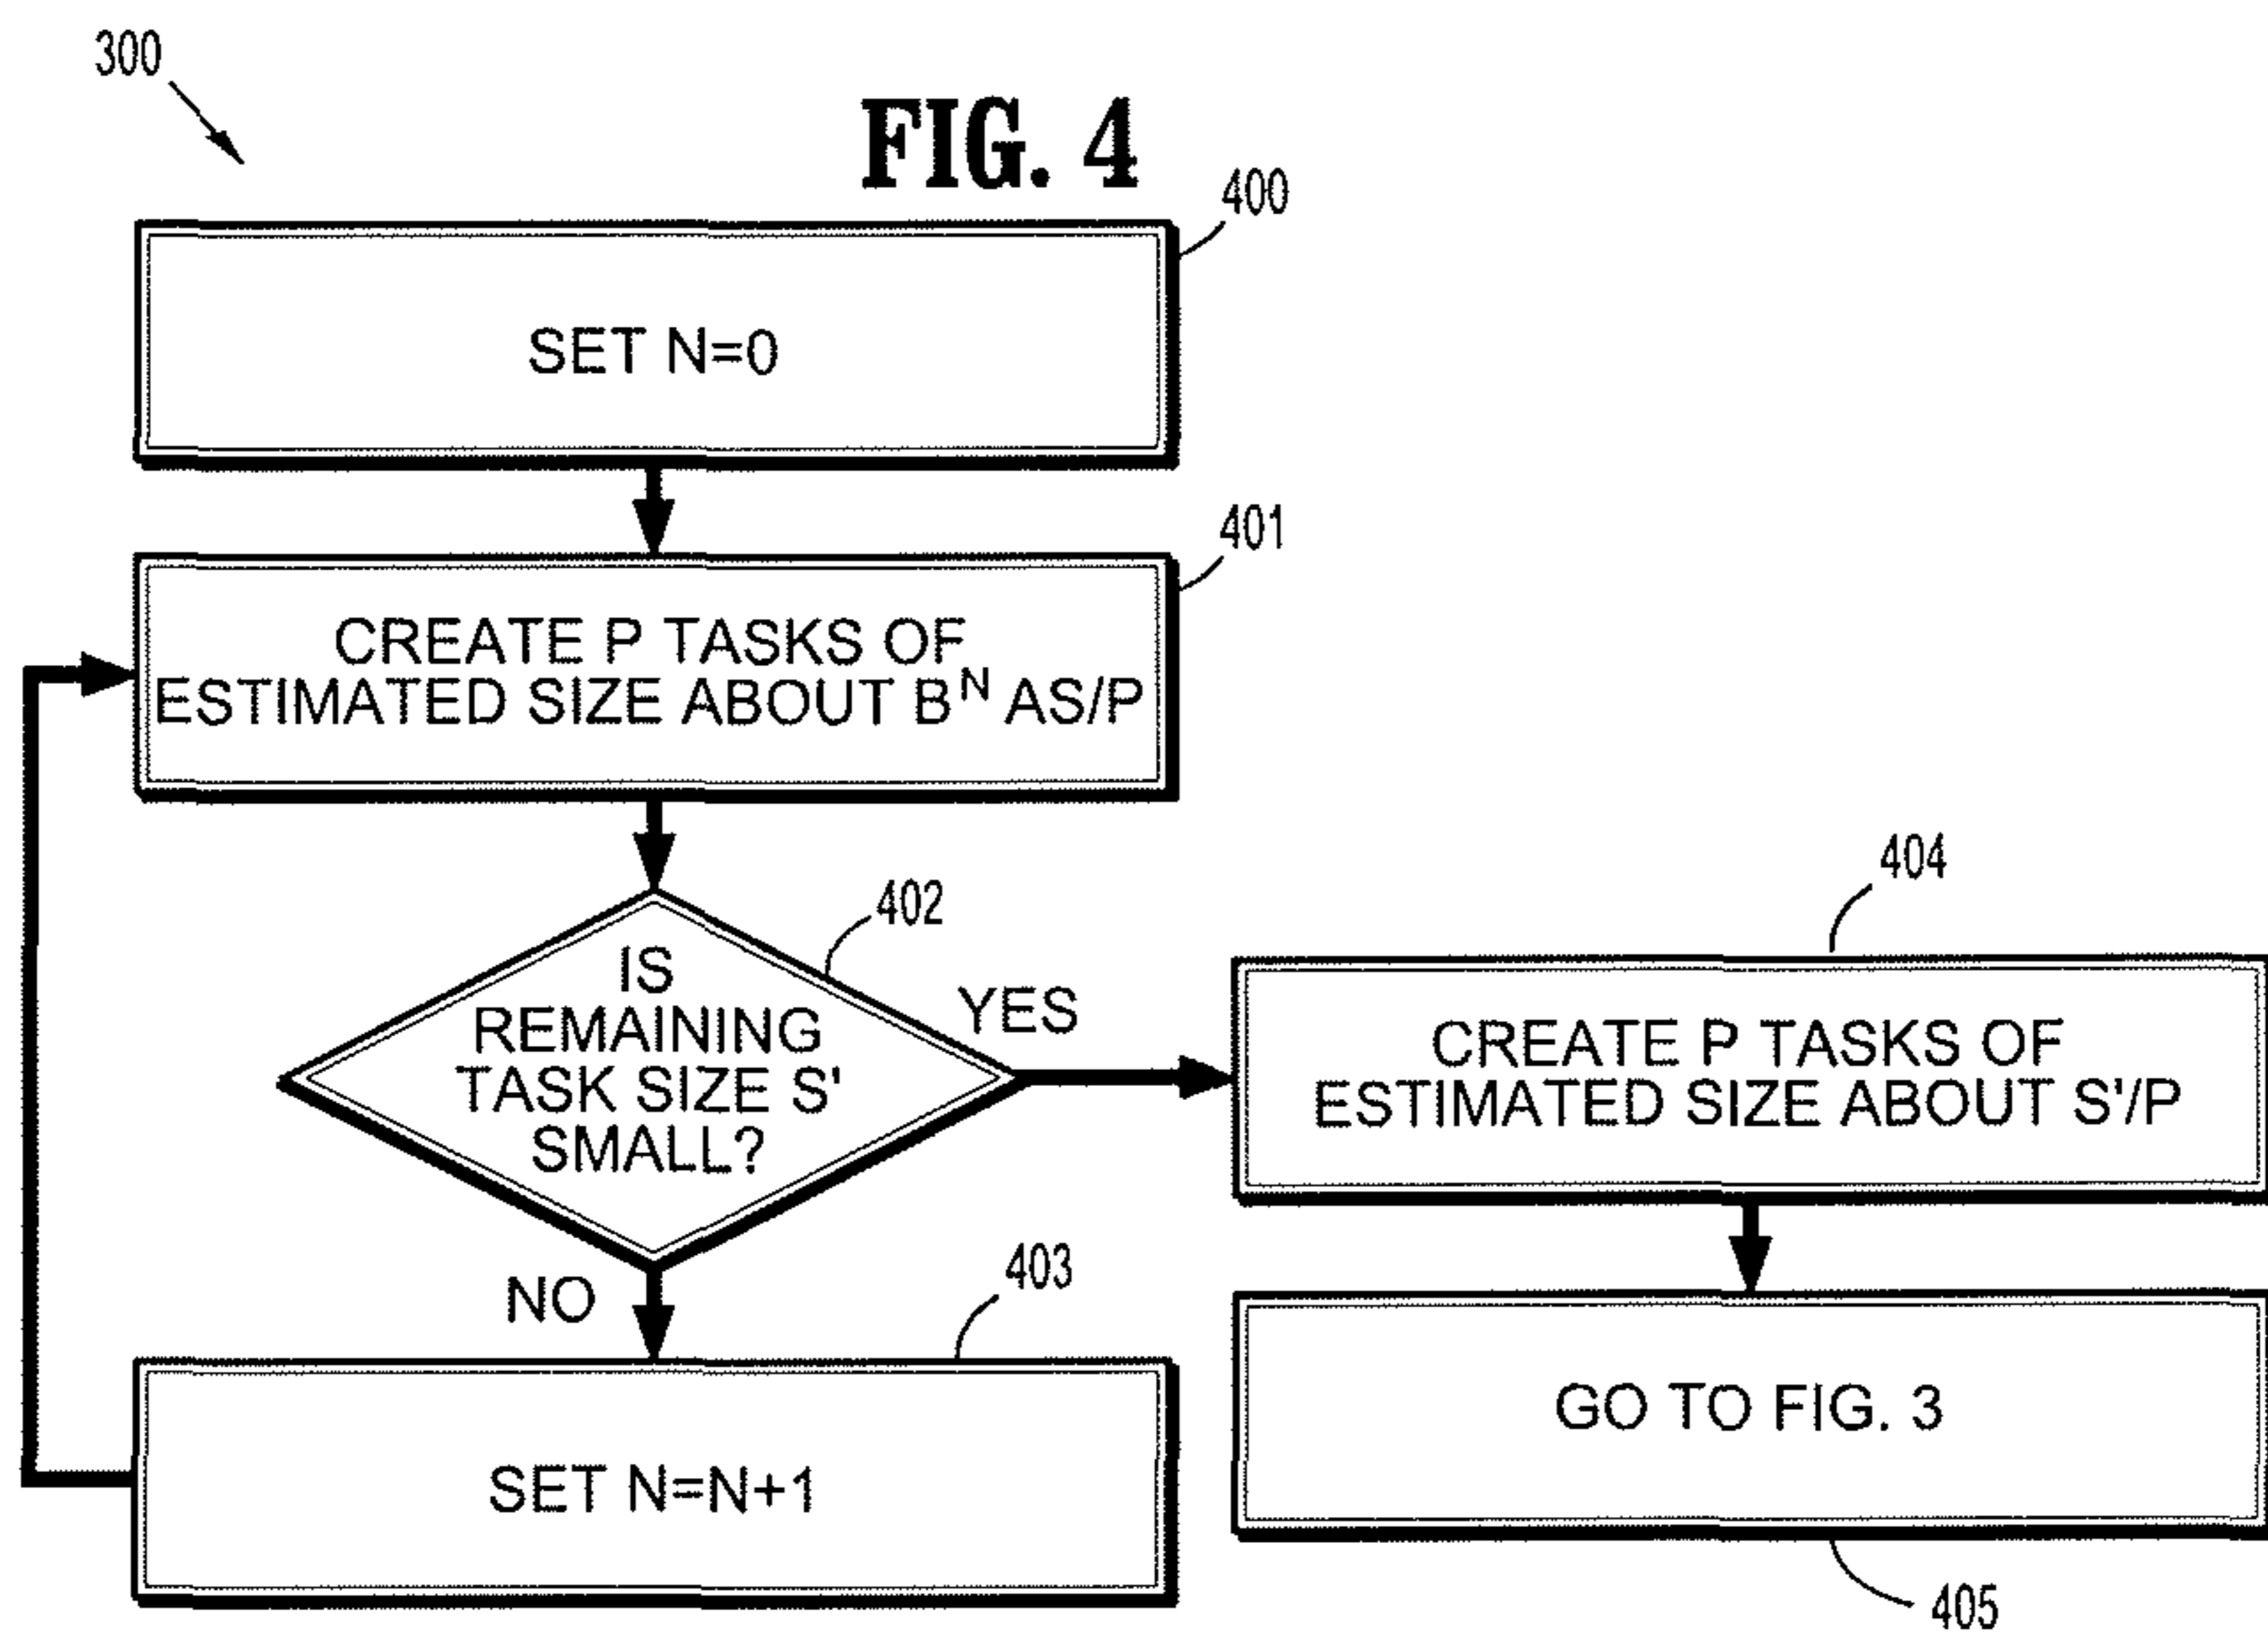 300
FIG. 4
400
SET N=0
401
CREATE P TASKS OF
ESTIMATED SIZE ABOUT B^N AS/P
402
IS
REMAINING
TASK SIZE S'
SMALL?
YES
NO
403
SET N=N+1
404
CREATE P TASKS OF
ESTIMATED SIZE ABOUT S'/P
GO TO FIG. 3
405